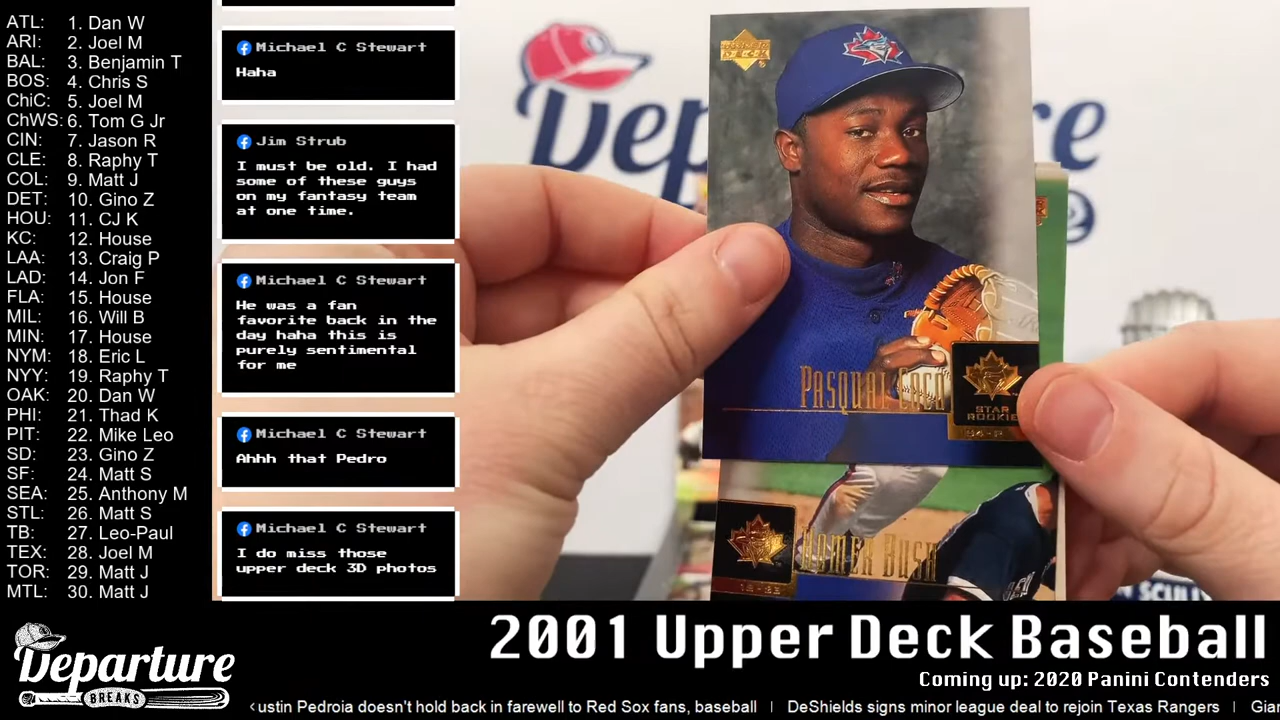 ATL: 1. Dan W
ARI: 2. Joel M
BAL: 3. Benjamin T
BOS: 4. Chris S
ChiC: 5. Joel M
ChWS: 6. Tom G Jr
CIN: 7. Jason R
CLE: 8. Raphy T
COL: 9. Matt J
DET: 10. Gino Z
HOU: 11. CJ K
KC: 12. House
LAA: 13. Craig P
LAD: 14. Jon F
FLA: 15. House
MIL: 16. Will B
MIN: 17. House
NYM: 18. Eric L
NYY: 19. Raphy T
OAK: 20. Dan W
PHI: 21. Thad K
PIT: 22. Mike Leo
SD: 23. Gino Z
SF: 24. Matt S
SEA: 25. Anthony M
STL: 26. Matt S
TB: 27. Leo-Paul
TEX: 28. Joel M
TOR: 29. Matt J
MTL: 30. Matt J
Michael C Stewart
Haha
Jim Strub
I must be old. I had
some of these guys
on my fantasy team
at one time.
Michael C Stewart
He was a fan
favorite back in the
day haha this is
purely sentimental
for me
Michael C Stewart
Ahhh that Pedro
Michael C Stewart
I do miss those
upper deck 3D photos
Dep re
UPPER DECK
PASQUAL COCO
STAR
ROOKIE
HOMER BUSH
Departure
BREAKS
2001 Upper Deck Baseball
Coming up: 2020 Panini Contenders
ustin Pedroia doesn't hold back in farewell to Red Sox fans, baseball | DeShields signs minor league deal to rejoin Texas Rangers | Gian